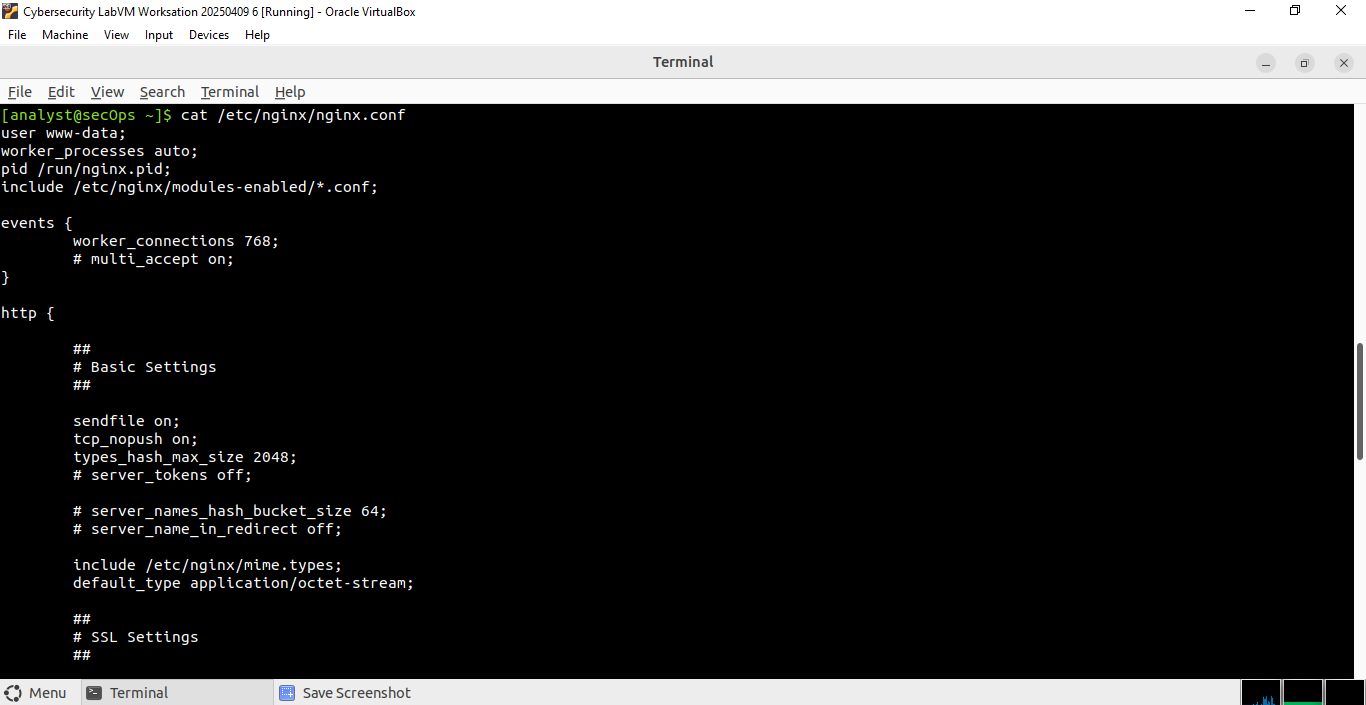 Cybersecurity LabVM Worksation 20250409 6 [Running] - Oracle VirtualBox
File Machine View Input Devices Help
Terminal
File Edit View Search Terminal Help
[analyst@secOps ~]$ cat /etc/nginx/nginx.conf
user www-data;
worker_processes auto;
pid /run/nginx.pid;
include /etc/nginx/modules-enabled/*.conf;

events {
        worker_connections 768;
        # multi_accept on;
}

http {

        ##
        # Basic Settings
        ##

        sendfile on;
        tcp_nopush on;
        types_hash_max_size 2048;
        # server_tokens off;

        # server_names_hash_bucket_size 64;
        # server_name_in_redirect off;

        include /etc/nginx/mime.types;
        default_type application/octet-stream;

        ##
        # SSL Settings
        ##
Menu Terminal Save Screenshot